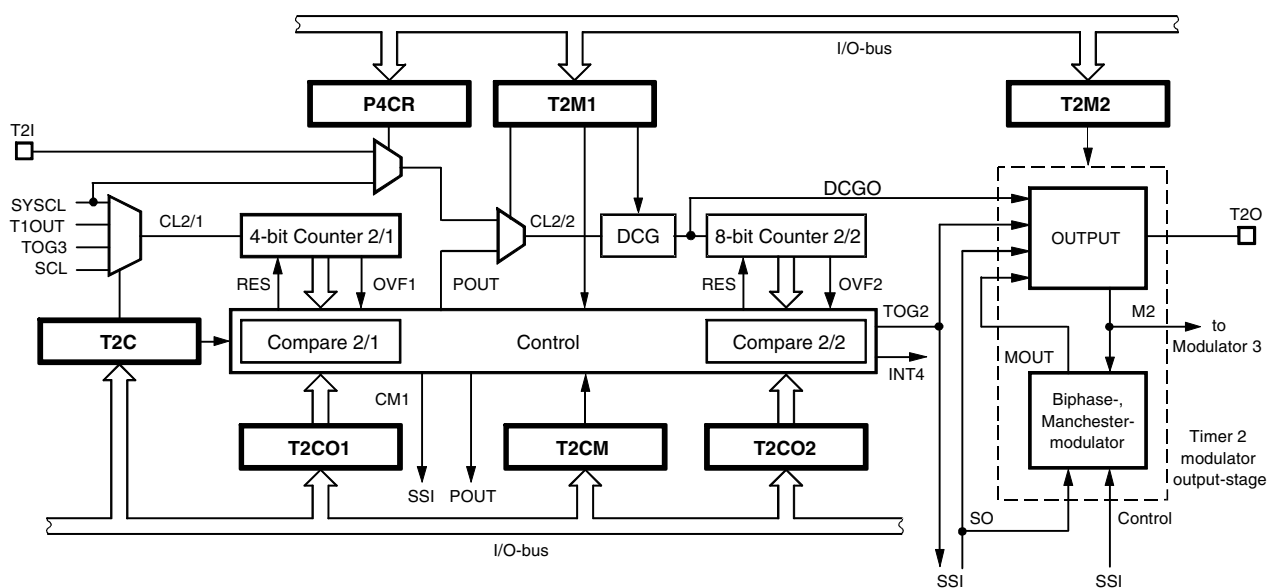 I/O-bus
P4CR
T2M1
T2M2
T2I
SYSCL
T1OUT
TOG3
SCL
CL2/1
4-bit Counter 2/1
CL2/2
DCG
8-bit Counter 2/2
DCGO
OUTPUT
T2O
RES
OVF1
POUT
RES
OVF2
TOG2
M2
to
Modulator 3
T2C
Compare 2/1
Control
Compare 2/2
INT4
MOUT
CM1
Biphase-,
Manchester-
modulator
Timer 2
modulator
output-stage
T2CO1
T2CM
T2CO2
SSI
POUT
SO
Control
I/O-bus
SSI
SSI